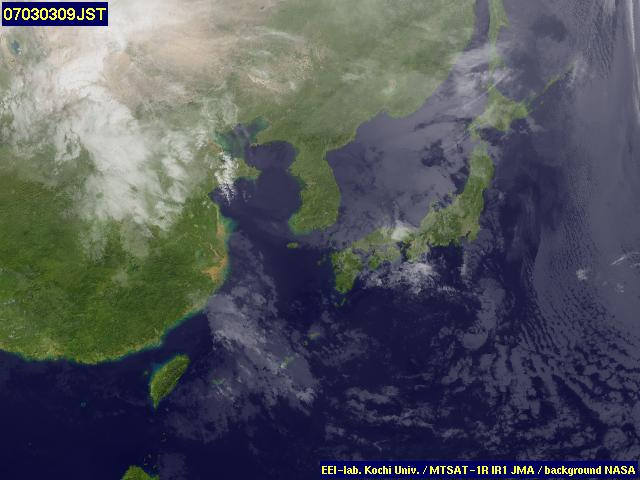 07030309JST
EEI-lab. Kochi Univ. / MTSAT-1R IR1 JMA / background NASA